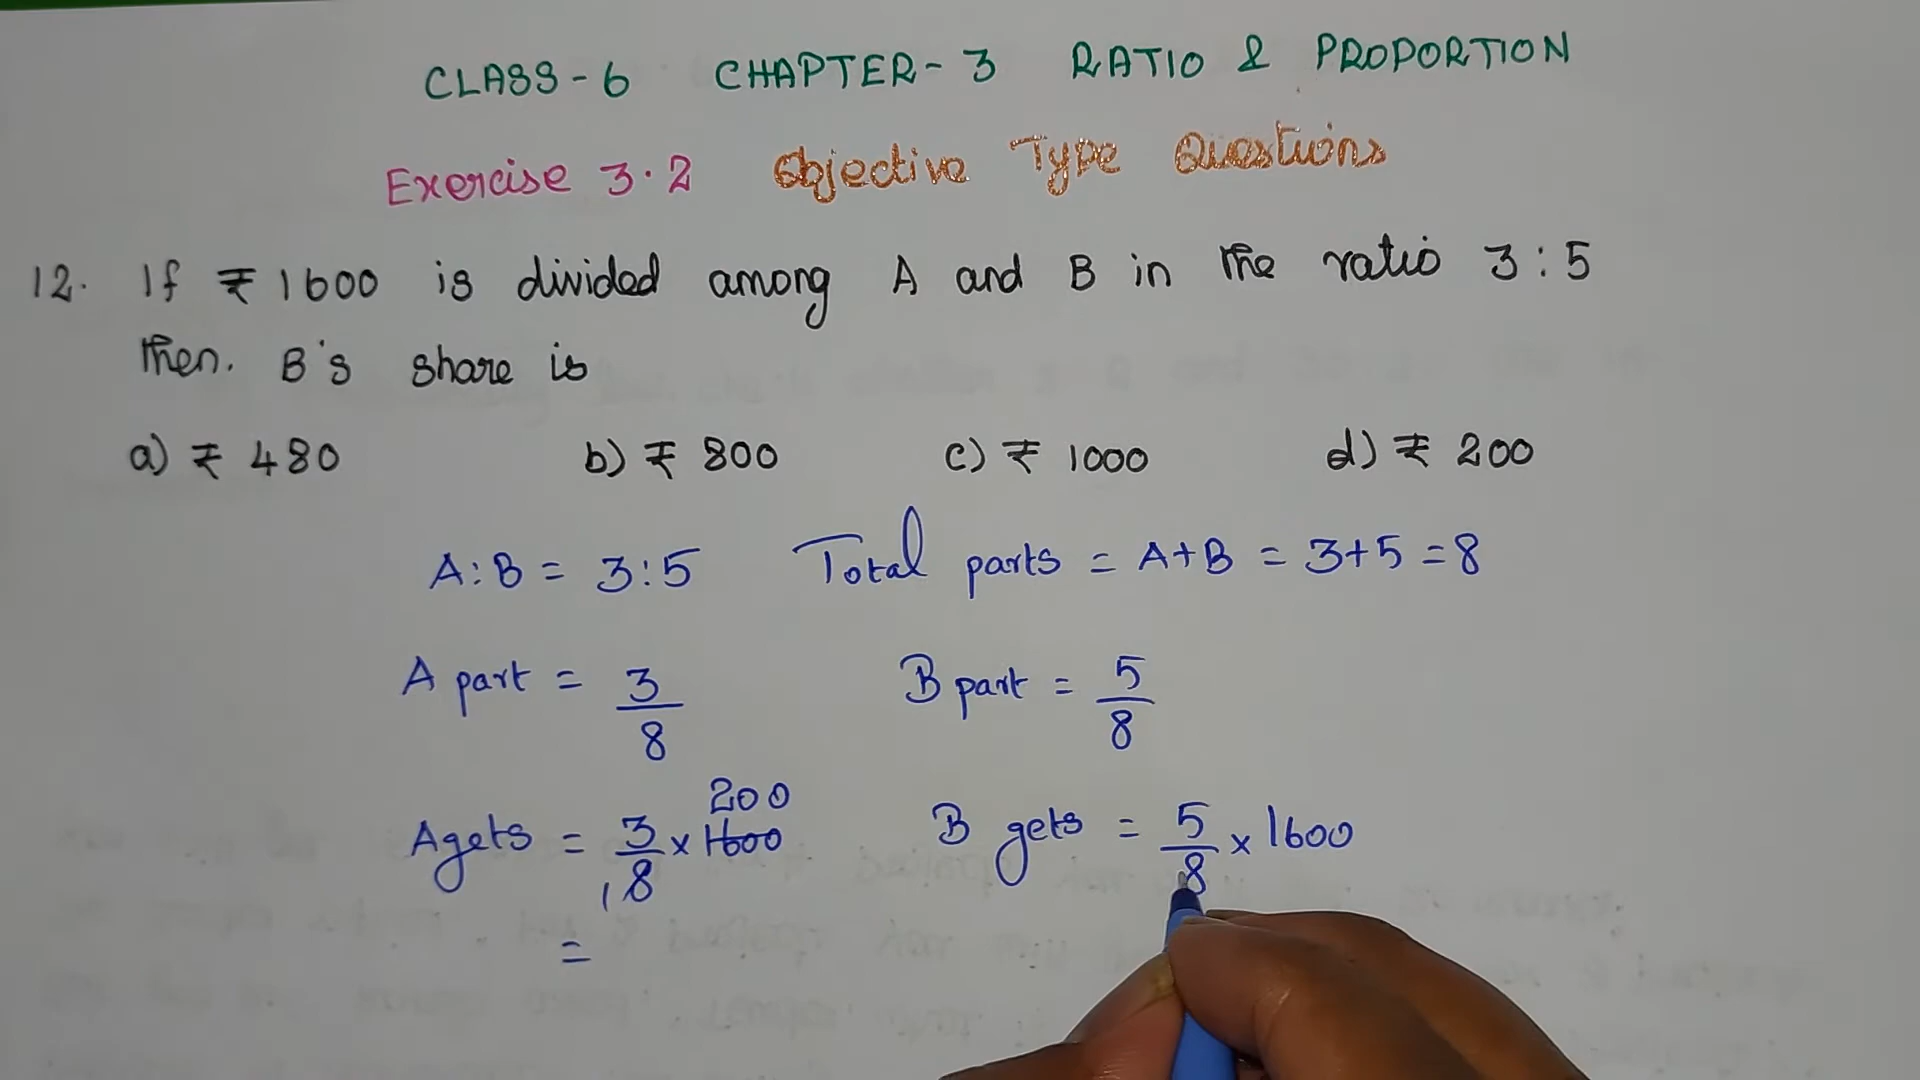 CLASS-6 CHAPTER-3 RATIO & PROPORTION
Exercise 3.2 Objective Type Questions
12. If ₹ 1600 is divided among A and B in the ratio 3:5
then. B's share is
a) ₹ 480 b) ₹ 800 c) ₹ 1000 d) ₹ 200
A:B = 3:5 Total parts = A+B = 3+5 = 8
A part = 3/8 B part = 5/8
200
A gets = 3/8 × 1600 B gets = 5/8 × 1600
1
=